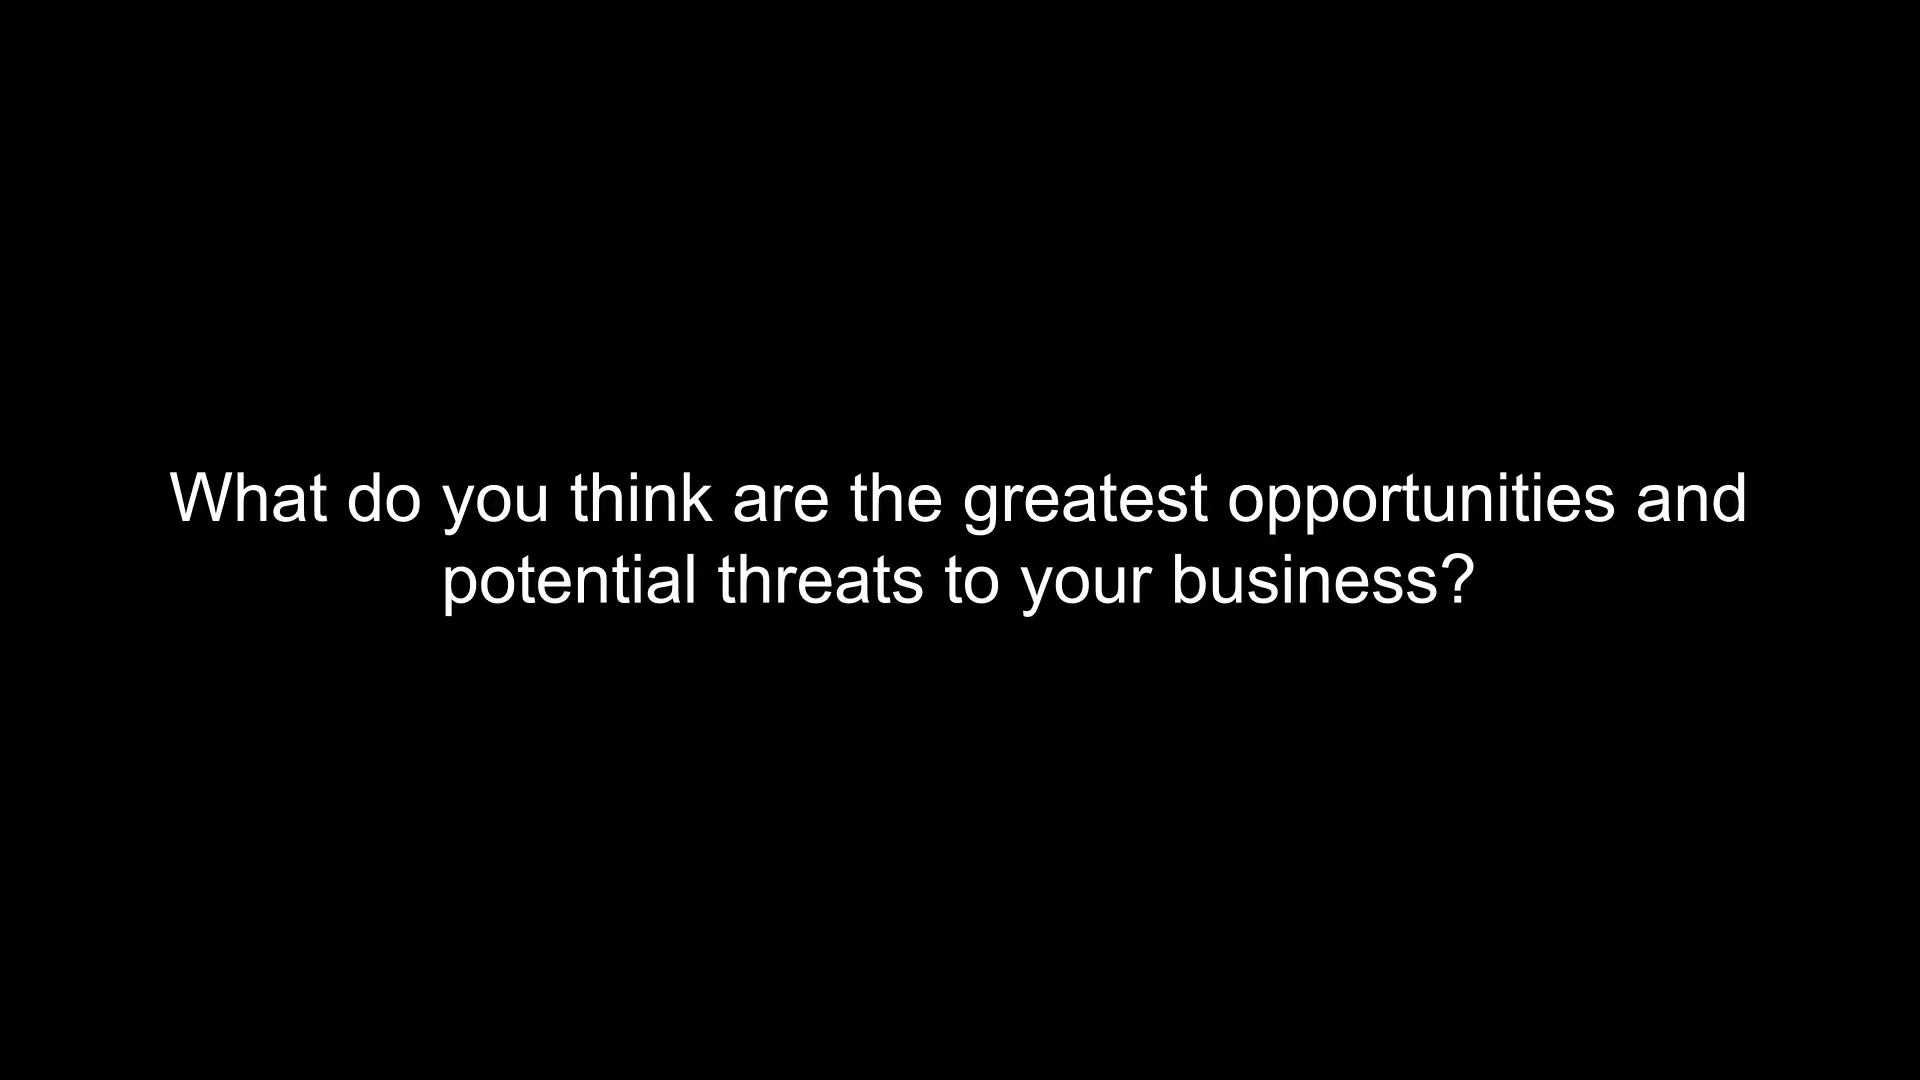 What do you think are the greatest opportunities and
potential threats to your business?